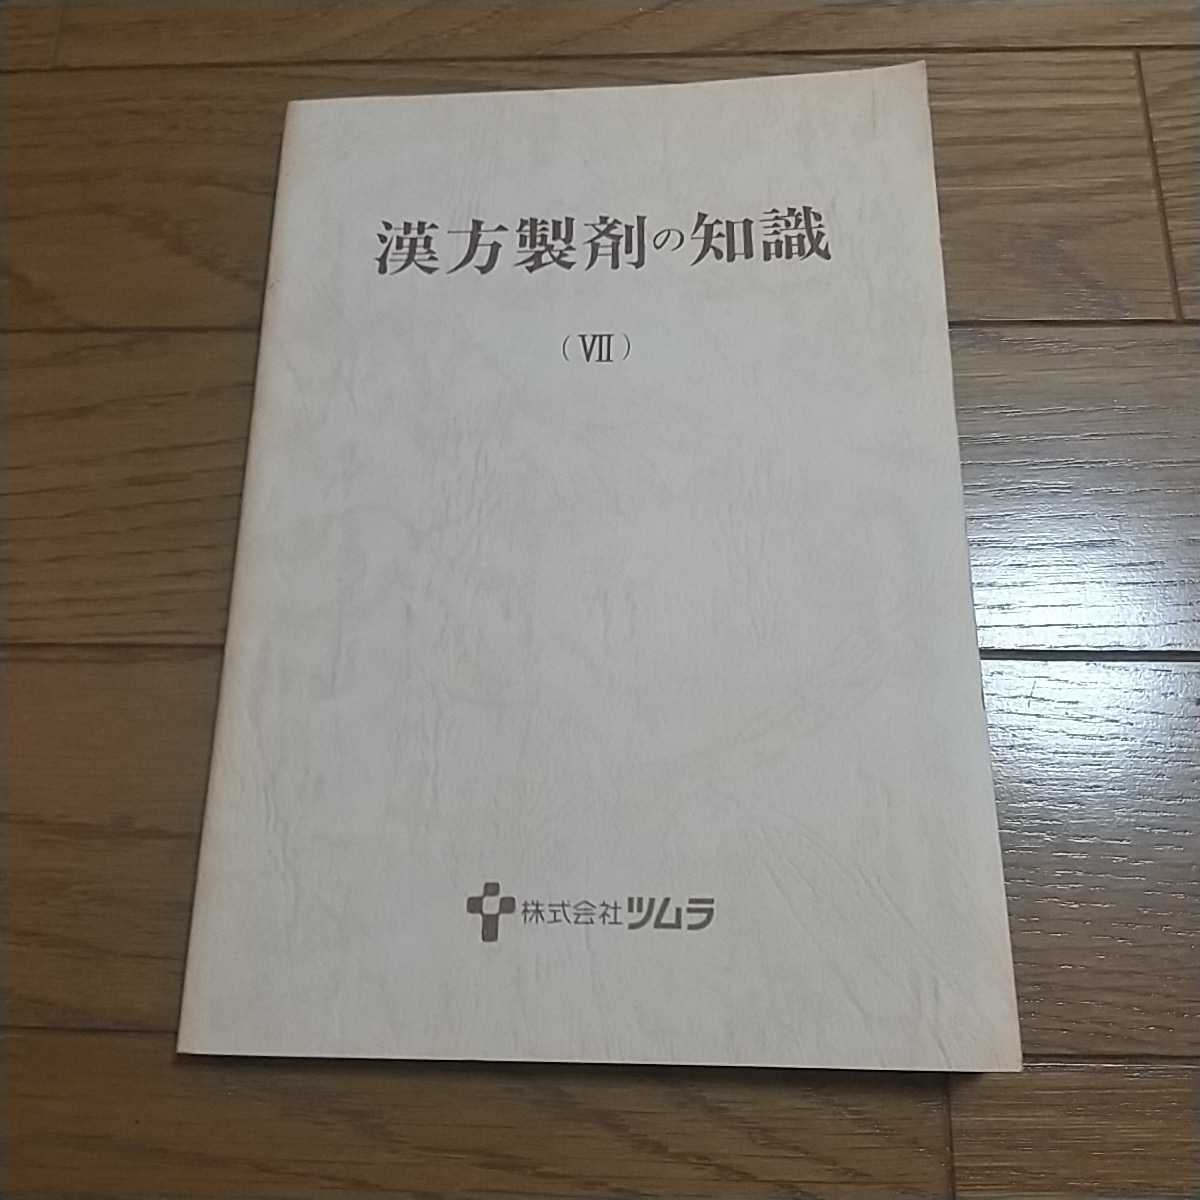 漢方製剤の知識
（Ⅶ）
株式会社ツムラ